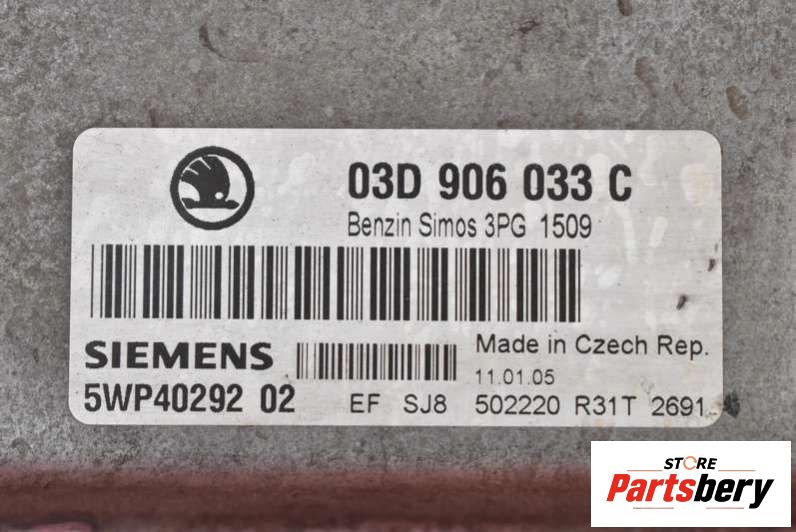 03D 906 033 C
Benzin Simos 3PG 1509
SIEMENS
Made in Czech Rep.
11.01.05
5WP40292 02
EF SJ8 502220 R31T 2691
STORE
Partsbery